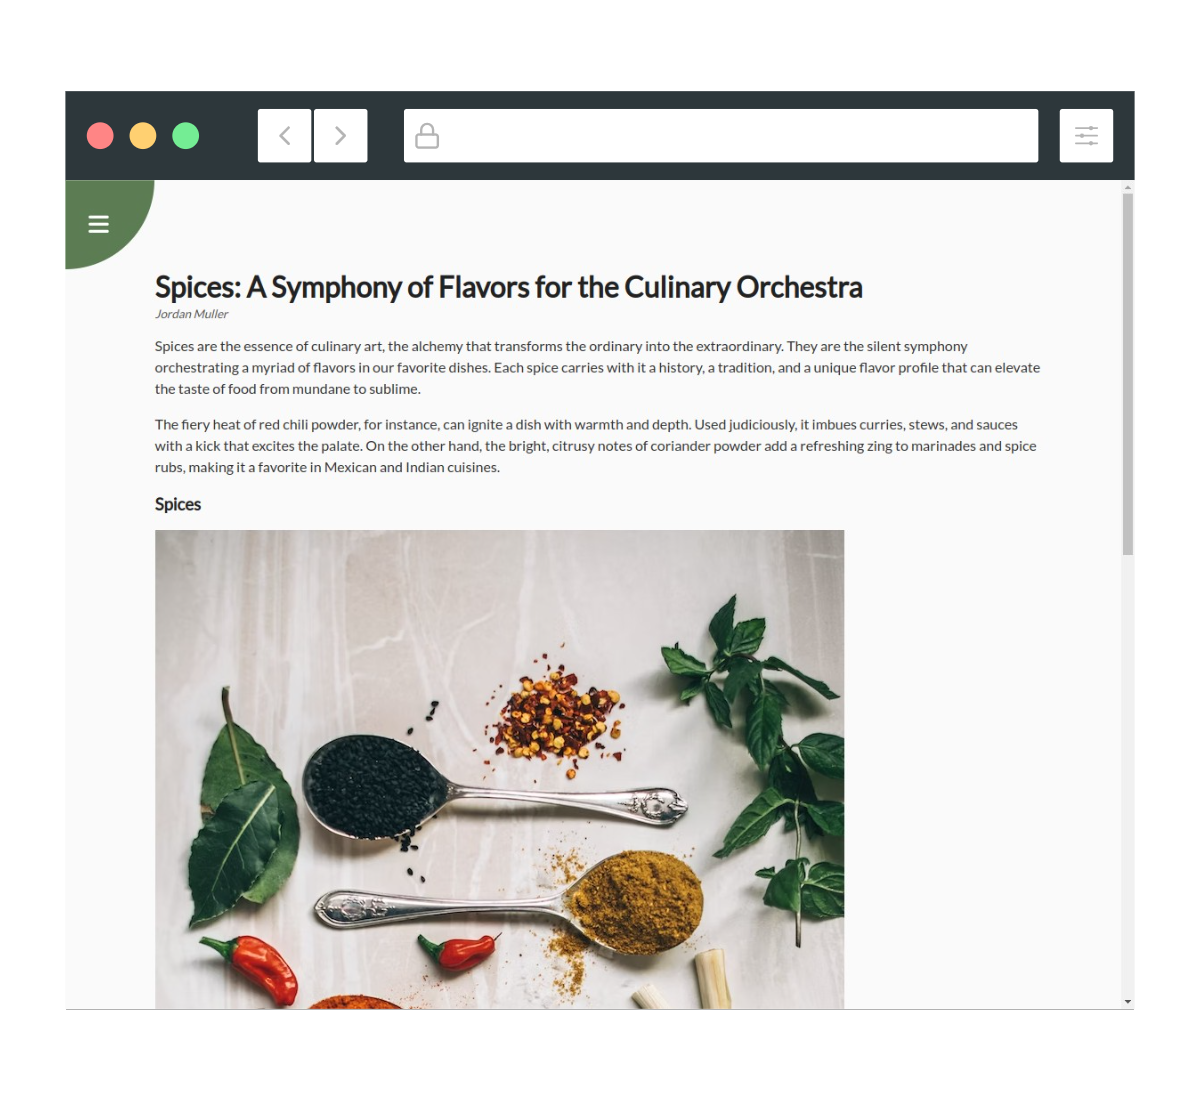 Spices: A Symphony of Flavors for the Culinary Orchestra
Jordan Muller
Spices are the essence of culinary art, the alchemy that transforms the ordinary into the extraordinary. They are the silent symphony
orchestrating a myriad of flavors in our favorite dishes. Each spice carries with it a history, a tradition, and a unique flavor profile that can elevate
the taste of food from mundane to sublime.
The fiery heat of red chili powder, for instance, can ignite a dish with warmth and depth. Used judiciously, it imbues curries, stews, and sauces
with a kick that excites the palate. On the other hand, the bright, citrusy notes of coriander powder add a refreshing zing to marinades and spice
rubs, making it a favorite in Mexican and Indian cuisines.
Spices